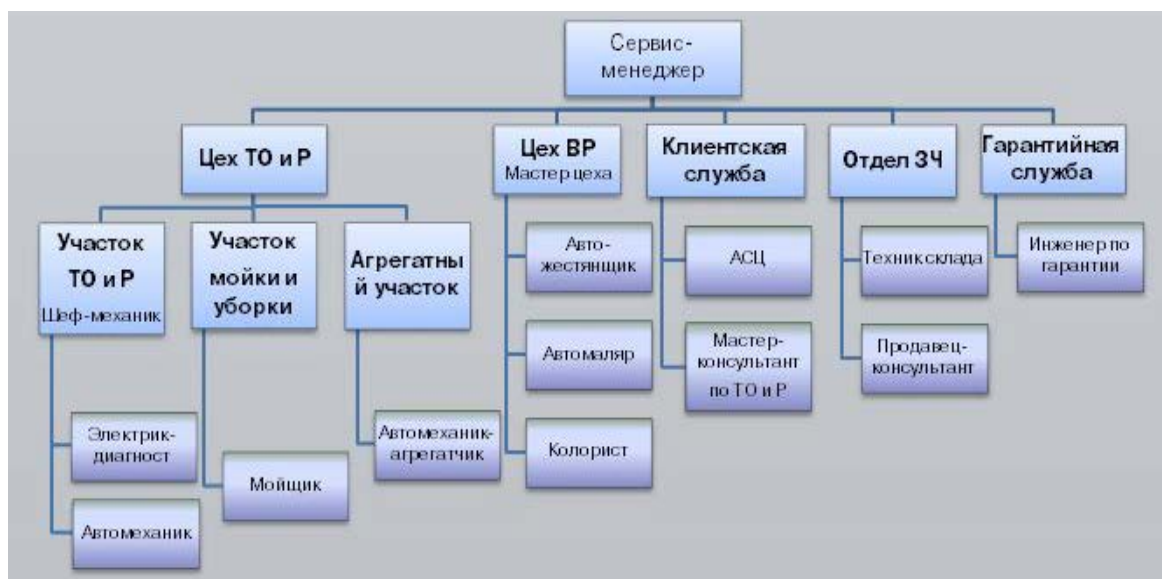 Сервис-
менеджер
Цех ТО и Р
Цех ВР
Мастер цеха
Клиентская
служба
Отдел ЗЧ
Гарантийная
служба
Участок
ТО и Р
Шеф-механик
Участок
мойки и
уборки
Агрегатны
й участок
Авто-
жестянщик
АСЦ
Техник склада
Инженер по
гарантии
Автомаляр
Мастер-
консультант
по ТО и Р
Продавец-
консультант
Электрик-
диагност
Автомеханик-
агрегатчик
Колорист
Мойщик
Автомеханик